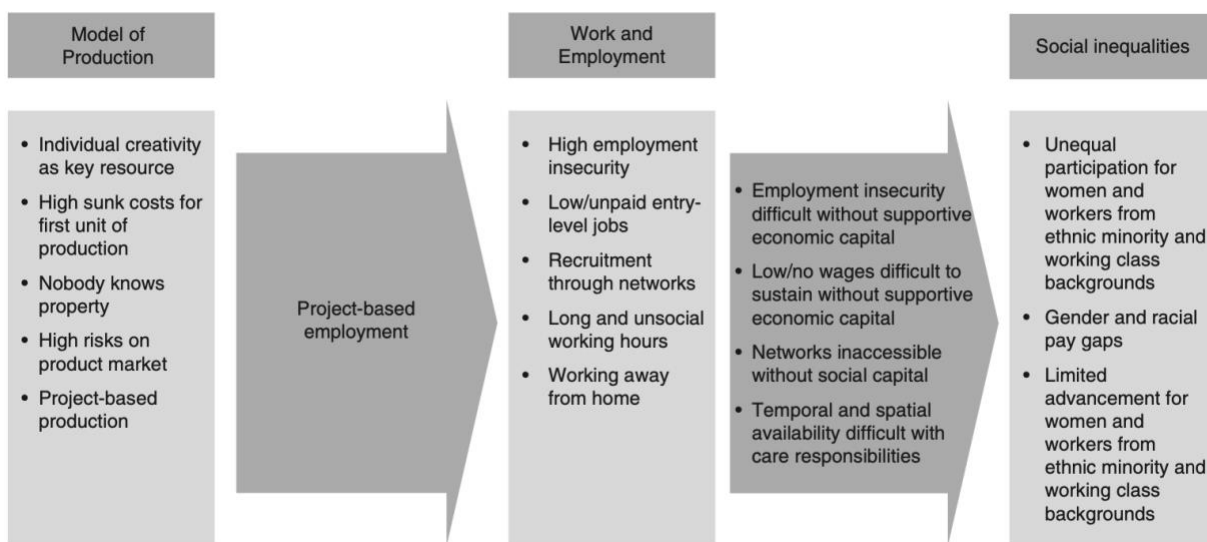 Model of
Production
Work and
Employment
Social inequalities
• Individual creativity
as key resource
• High sunk costs for
first unit of
production
• Nobody knows
property
• High risks on
product market
• Project-based
production
Project-based
employment
• High employment
insecurity
• Low/unpaid entry-
level jobs
• Recruitment
through networks
• Long and unsocial
working hours
• Working away
from home
• Employment insecurity
difficult without supportive
economic capital
• Low/no wages difficult to
sustain without supportive
economic capital
• Networks inaccessible
without social capital
• Temporal and spatial
availability difficult with
care responsibilities
• Unequal
participation for
women and
workers from
ethnic minority and
working class
backgrounds
• Gender and racial
pay gaps
• Limited
advancement for
women and
workers from
ethnic minority and
working class
backgrounds